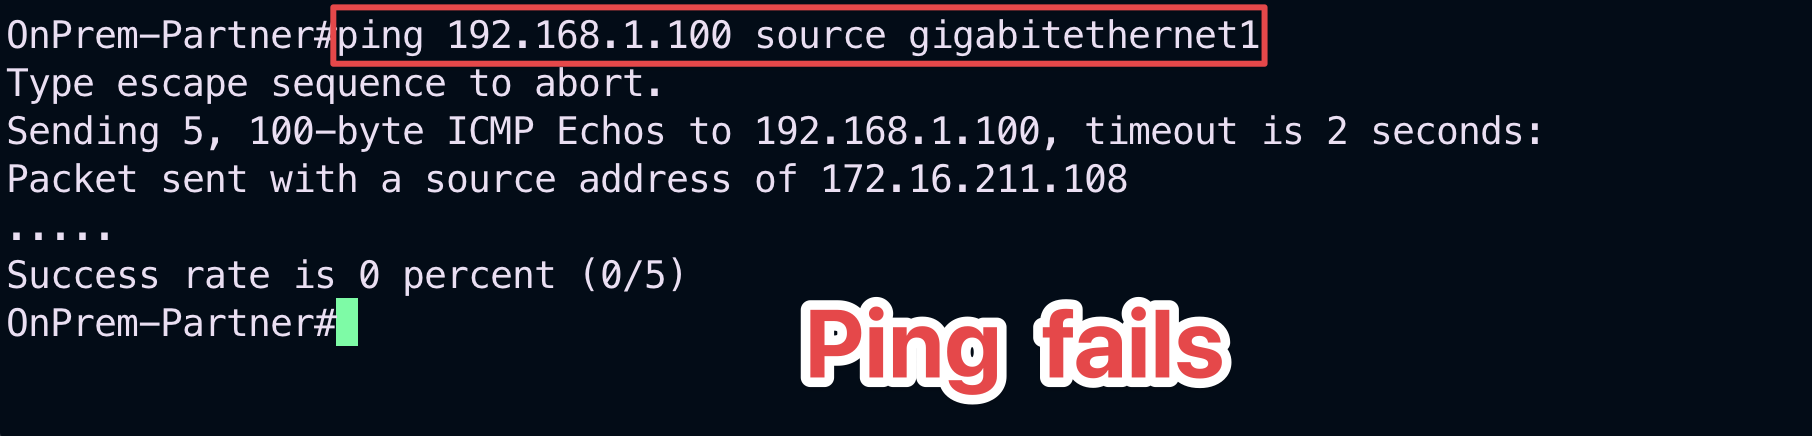 OnPrem-Partner#ping 192.168.1.100 source gigabitethernet1
Type escape sequence to abort.
Sending 5, 100-byte ICMP Echos to 192.168.1.100, timeout is 2 seconds:
Packet sent with a source address of 172.16.211.108
.....
Success rate is 0 percent (0/5)
OnPrem-Partner#
Ping fails